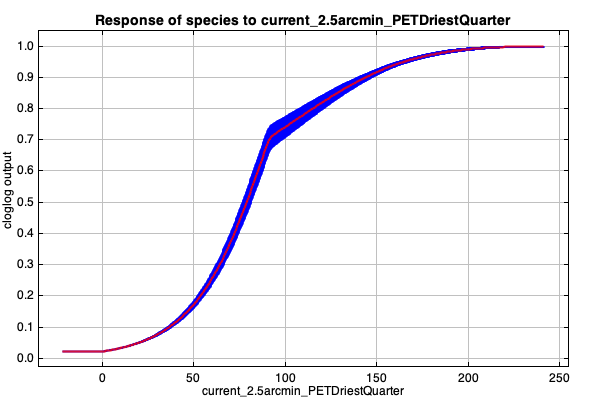 Response of species to current_2.5arcmin_PETDriestQuarter
1.0
0.9
0.8
0.7
0.6
0.5
0.4
0.3
0.2
0.1
0.0
cloglog output
0 50 100 150 200 250
current_2.5arcmin_PETDriestQuarter